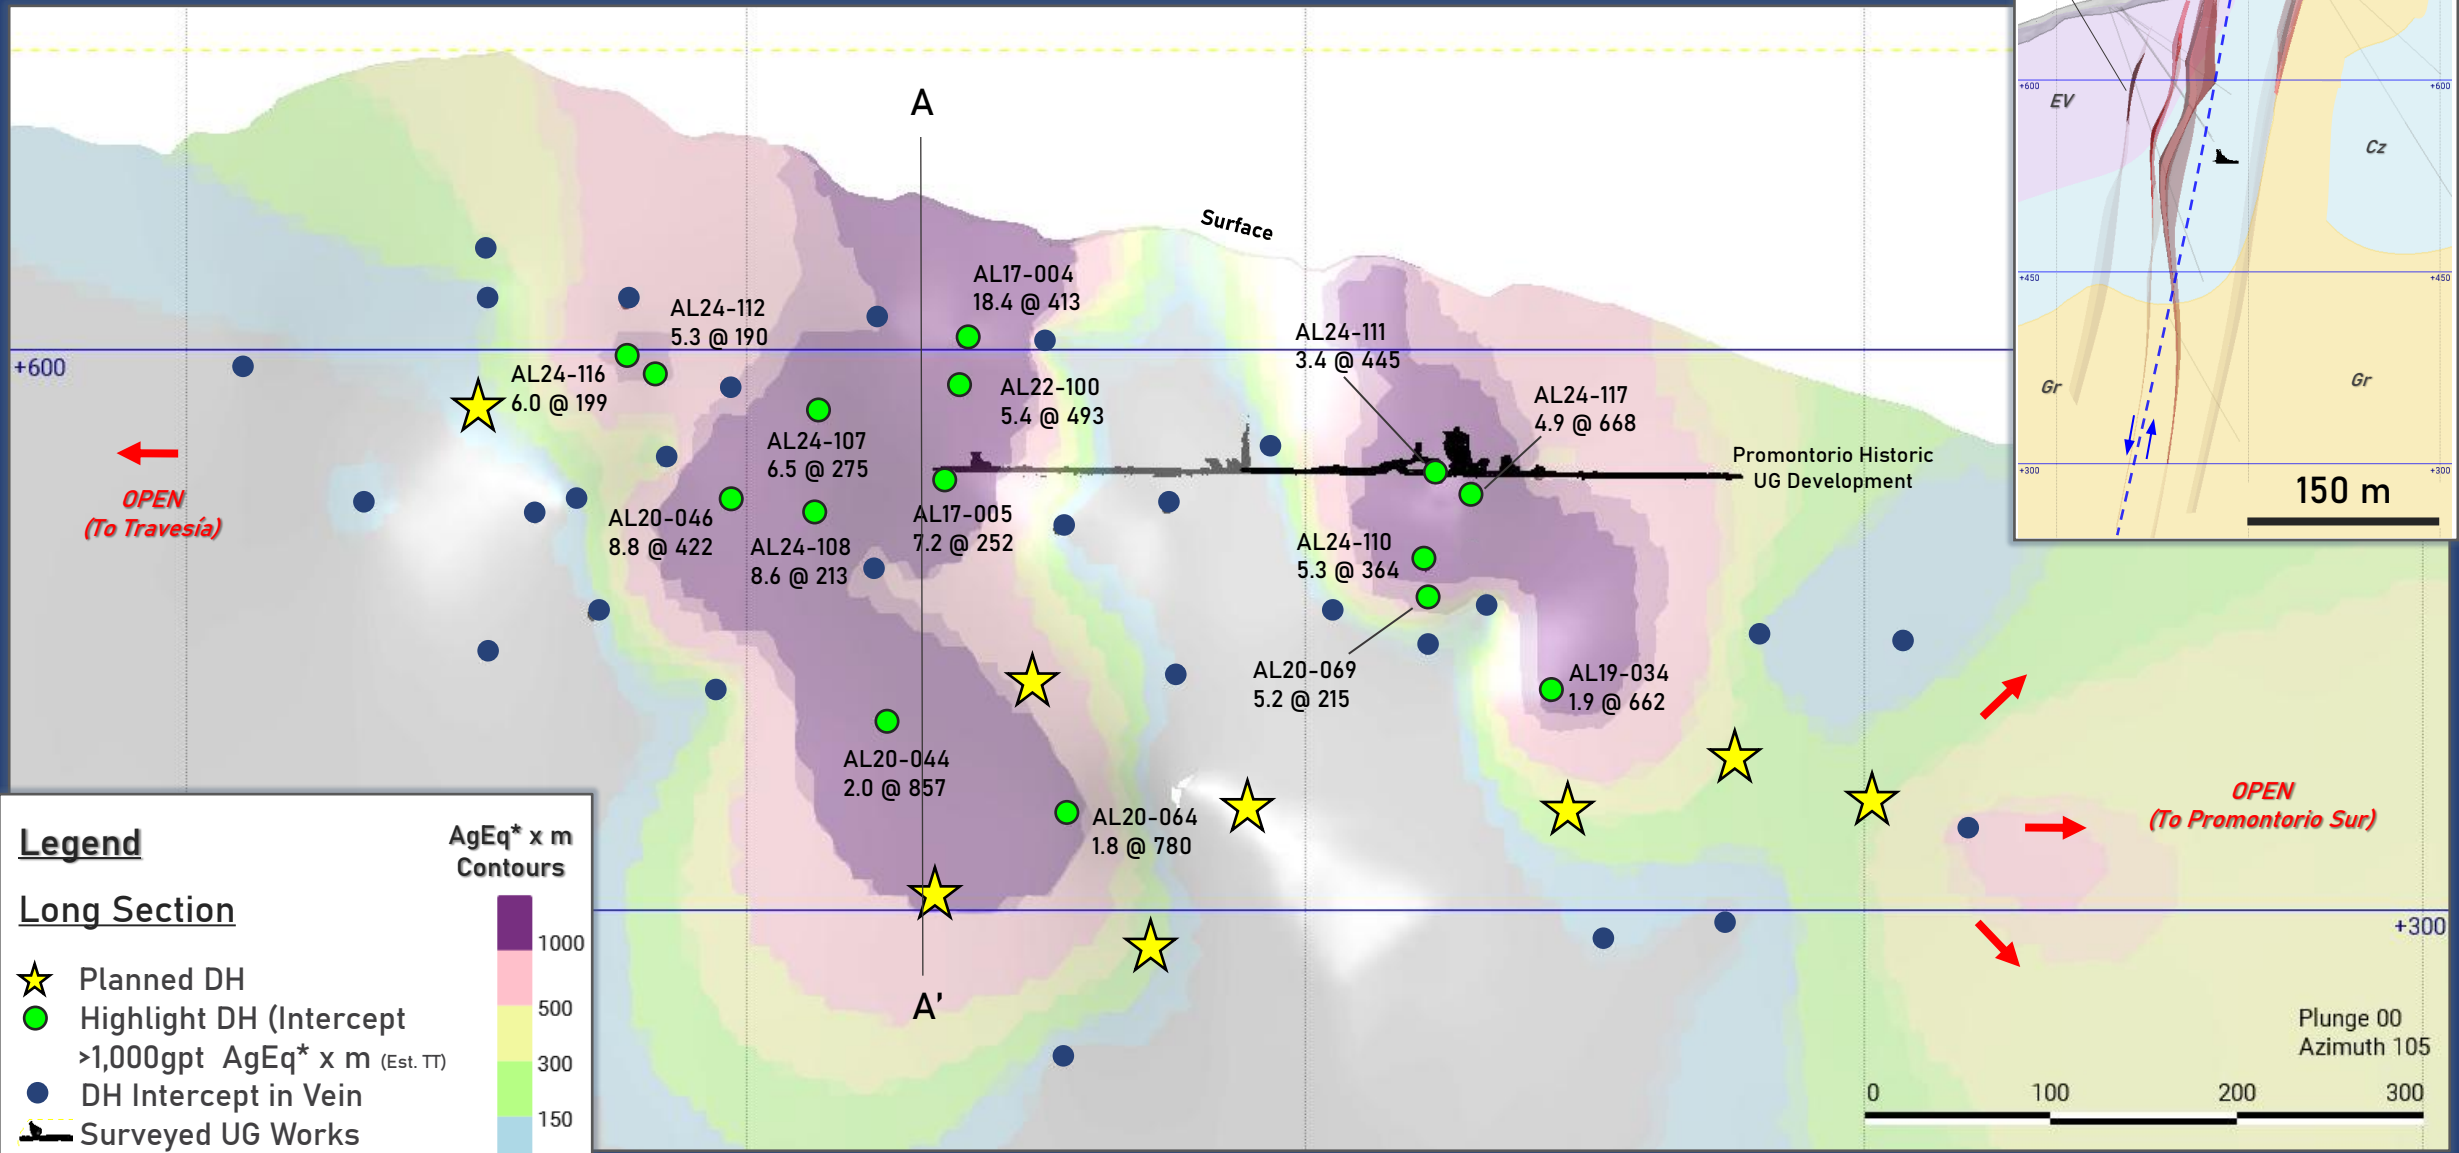 A
Surface
AL17-004
18.4 @ 413
AL24-112
5.3 @ 190
AL24-111
3.4 @ 445
+600
AL24-116
6.0 @ 199
AL22-100
5.4 @ 493
AL24-117
4.9 @ 668
AL24-107
6.5 @ 275
Promontorio Historic
UG Development
OPEN
(To Travesía)
AL20-046
8.8 @ 422
AL17-005
7.2 @ 252
AL24-108
8.6 @ 213
AL24-110
5.3 @ 364
AL20-069
5.2 @ 215
AL19-034
1.9 @ 662
AL20-044
2.0 @ 857
AL20-064
1.8 @ 780
OPEN
(To Promontorio Sur)
+300
A'
Plunge 00
Azimuth 105
0 100 200 300
+600
+600
EV
Cz
+450
+450
Gr
Gr
+300
+300
150 m
Legend
Long Section
Planned DH
Highlight DH (Intercept
>1,000gpt AgEq* x m (Est. TT)
DH Intercept in Vein
Surveyed UG Works
AgEq* x m
Contours
1000
500
300
150